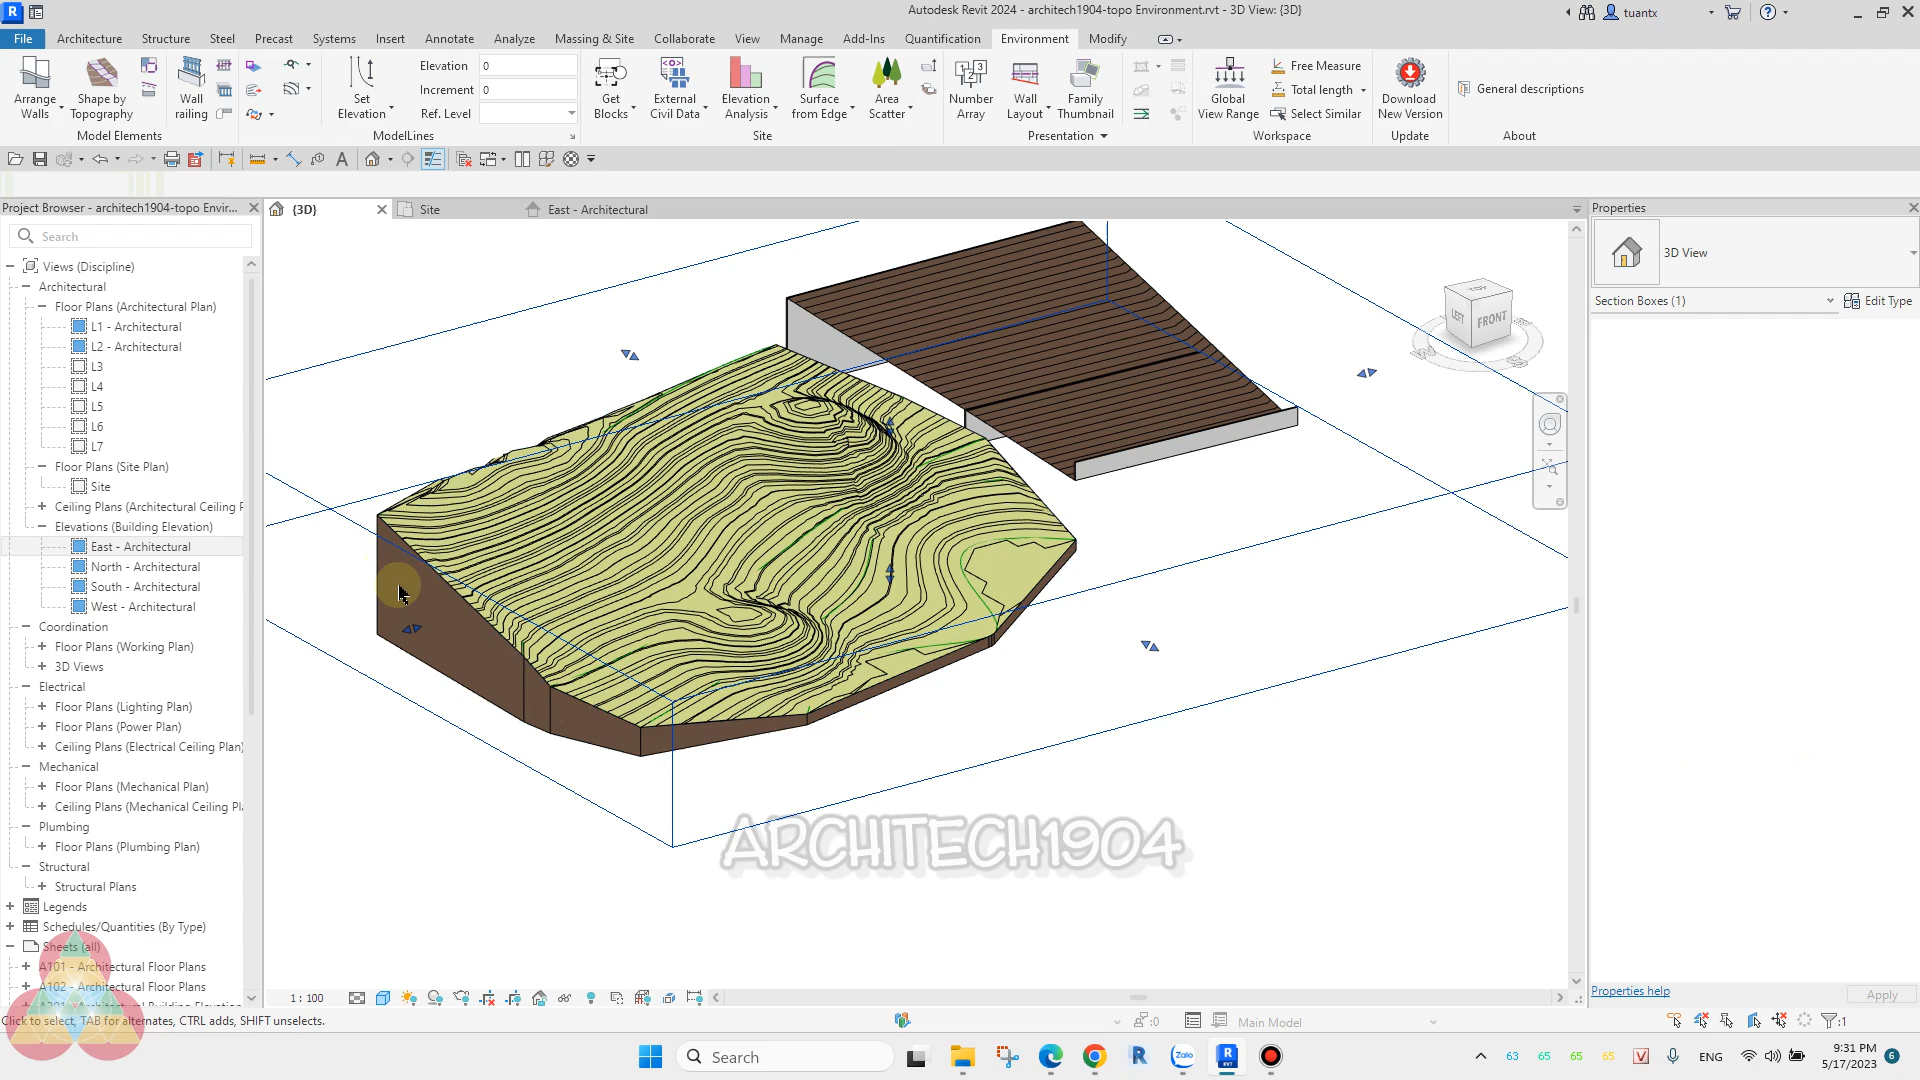 Autodesk Revit 2024 - architech1904-topo Environment.rvt - 3D View: {3D}
tuantx
File Architecture Structure Steel Precast Systems Insert Annotate Analyze Massing & Site Collaborate View Manage Add-Ins Quantification Environment Modify
Arrange Walls
Shape by Topography
Wall railing
Model Elements
Set Elevation
Elevation 0
Increment 0
Ref. Level
ModelLines
Get Blocks
External Civil Data
Elevation Analysis
Surface from Edge
Area Scatter
Site
Number Array
Wall Layout
Family Thumbnail
Presentation
Global View Range
Free Measure
Total length
Select Similar
Workspace
Download New Version
Update
General descriptions
About
Project Browser - architech1904-topo Envir...
Search
Views (Discipline)
Architectural
Floor Plans (Architectural Plan)
L1 - Architectural
L2 - Architectural
L3
L4
L5
L6
L7
Floor Plans (Site Plan)
Site
Ceiling Plans (Architectural Ceiling P
Elevations (Building Elevation)
East - Architectural
North - Architectural
South - Architectural
West - Architectural
Coordination
Floor Plans (Working Plan)
3D Views
Electrical
Floor Plans (Lighting Plan)
Floor Plans (Power Plan)
Ceiling Plans (Electrical Ceiling Plan)
Mechanical
Floor Plans (Mechanical Plan)
Ceiling Plans (Mechanical Ceiling Pla
Plumbing
Floor Plans (Plumbing Plan)
Structural
Structural Plans
Legends
Schedules/Quantities (By Type)
Sheets (all)
A101 - Architectural Floor Plans
A102 - Architectural Floor Plans
{3D}
Site
East - Architectural
TOP
LEFT
FRONT
W
S
ARCHITECH1904
Properties
3D View
Section Boxes (1)
Edit Type
Properties help
Apply
1 : 100
Click to select, TAB for alternates, CTRL adds, SHIFT unselects.
:0
Main Model
:1
Search
Zalo
63 65 65 65
V
ENG
9:31 PM
5/17/2023
6